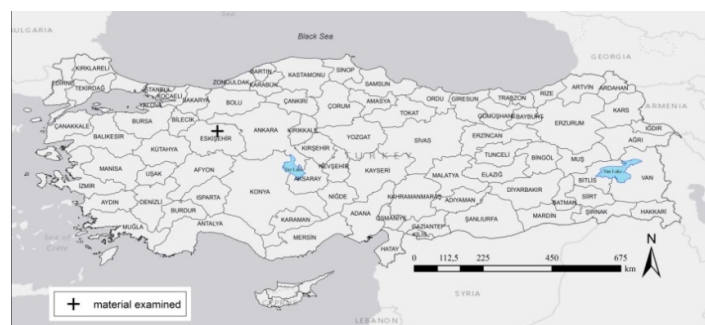 Sea
BULGARIA
Black Sea
GEORGIA
KIRKLARELİ
EDİRNE
TEKİRDAĞ
İSTANBUL
KOCAELİ
YALOVA
SAKARYA
ZONGULDAK
BARTIN
KARABÜK
KASTAMONU
SİNOP
SAMSUN
ORDU
GİRESUN
TRABZON
RİZE
ARTVİN
ARDAHAN
KARS
ARMENIA
IĞDIR
AĞRI
ÇANAKKALE
BALIKESİR
BURSA
BİLECİK
BOLU
ÇANKIRI
ÇORUM
AMASYA
TOKAT
GÜMÜŞHANE
BAYBURT
ERZURUM
ERZİNCAN
ESKİŞEHİR
ANKARA
KIRIKKALE
KIRŞEHİR
YOZGAT
SİVAS
KÜTAHYA
MANİSA
UŞAK
AFYON
TURKEY
TUNCELİ
BİNGÖL
MUŞ
VAN
BİTLİS
Van Lake
NEVŞEHİR
AKSARAY
KAYSERİ
MALATYA
ELAZIĞ
İZMİR
AYDIN
DENİZLİ
ISPARTA
BURDUR
KONYA
NİĞDE
KAHRAMANMARAŞ
ADIYAMAN
DİYARBAKIR
BATMAN
SİİRT
ŞIRNAK
HAKKARİ
MARDİN
ŞANLIURFA
GAZİANTEP
KİLİS
OSMANİYE
ADANA
HATAY
MUĞLA
ANTALYA
KARAMAN
MERSİN
Sea of
Crete
SYRIA
LEBANON
N
0 112,5 225 450 675
km
+ material examined